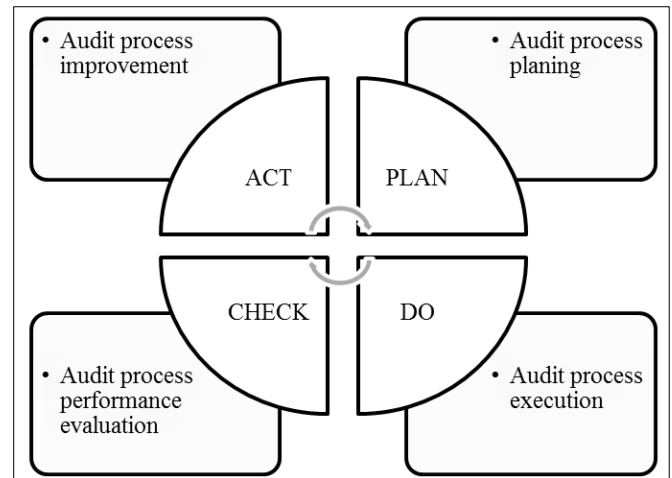 • Audit process
improvement
• Audit process
planing
ACT
PLAN
CHECK
DO
• Audit process
performance
evaluation
• Audit process
execution